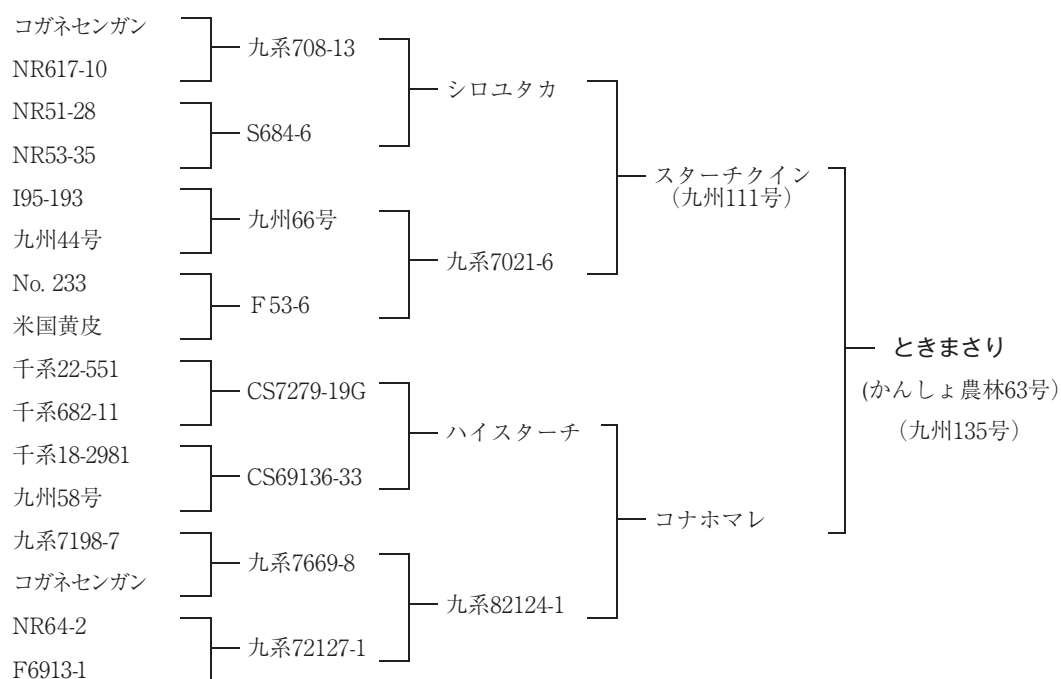 コガネセンガン
NR617-10
NR51-28
NR53-35
I95-193
九州44号
No. 233
米国黄皮
千系22-551
千系682-11
千系18-2981
九州58号
九系7198-7
コガネセンガン
NR64-2
F6913-1
九系708-13
S684-6
九州66号
F53-6
CS7279-19G
CS69136-33
九系7669-8
九系72127-1
シロユタカ
九系7021-6
ハイスターチ
九系82124-1
スターチクイン
（九州111号）
コナホマレ
ときまさり
(かんしょ農林63号)
（九州135号）